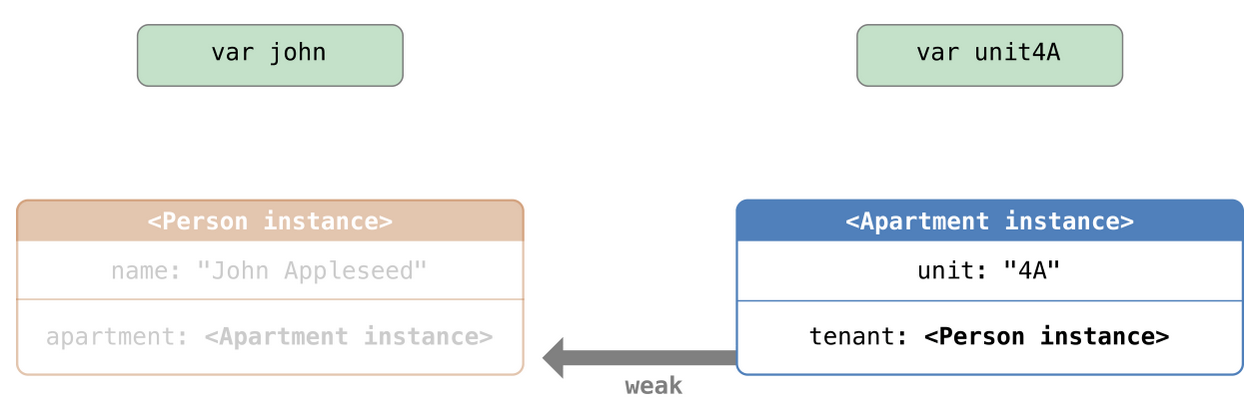 var john
var unit4A
<Person instance>
<Apartment instance>
name: "John Appleseed"
unit: "4A"
apartment: <Apartment instance>
tenant: <Person instance>
weak